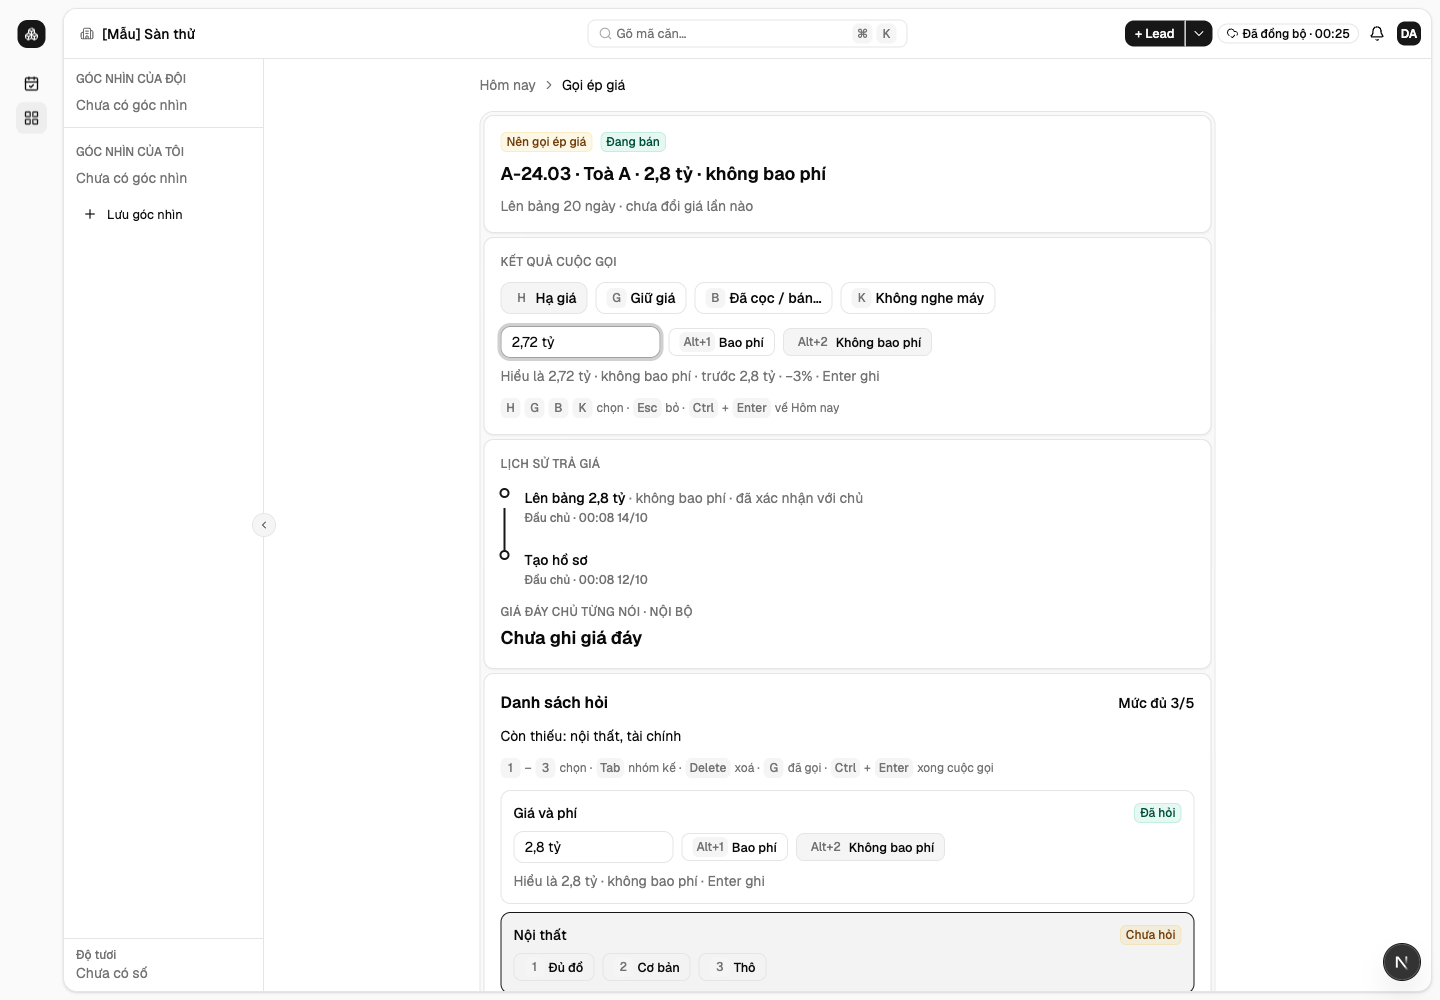 [Mẫu] Sàn thử
Gõ mã căn... ⌘ K
+ Lead
Đã đồng bộ · 00:25
DA
GÓC NHÌN CỦA ĐỘI
Chưa có góc nhìn
GÓC NHÌN CỦA TÔI
Chưa có góc nhìn
+ Lưu góc nhìn
Độ tươi
Chưa có số
Hôm nay > Gọi ép giá
Nên gọi ép giá Đang bán
A-24.03 · Toà A · 2,8 tỷ · không bao phí
Lên bảng 20 ngày · chưa đổi giá lần nào
KẾT QUẢ CUỘC GỌI
H Hạ giá G Giữ giá B Đã cọc / bán... K Không nghe máy
2,72 tỷ Alt+1 Bao phí Alt+2 Không bao phí
Hiểu là 2,72 tỷ · không bao phí · trước 2,8 tỷ · −3% · Enter ghi
H G B K chọn · Esc bỏ · Ctrl + Enter về Hôm nay
LỊCH SỬ TRẢ GIÁ
Lên bảng 2,8 tỷ · không bao phí · đã xác nhận với chủ
Đầu chủ · 00:08 14/10
Tạo hồ sơ
Đầu chủ · 00:08 12/10
GIÁ ĐÁY CHỦ TỪNG NÓI · NỘI BỘ
Chưa ghi giá đáy
Danh sách hỏi Mức đủ 3/5
Còn thiếu: nội thất, tài chính
1 – 3 chọn · Tab nhóm kế · Delete xoá · G đã gọi · Ctrl + Enter xong cuộc gọi
Giá và phí Đã hỏi
2,8 tỷ Alt+1 Bao phí Alt+2 Không bao phí
Hiểu là 2,8 tỷ · không bao phí · Enter ghi
Nội thất Chưa hỏi
1 Đủ đồ 2 Cơ bản 3 Thô
N